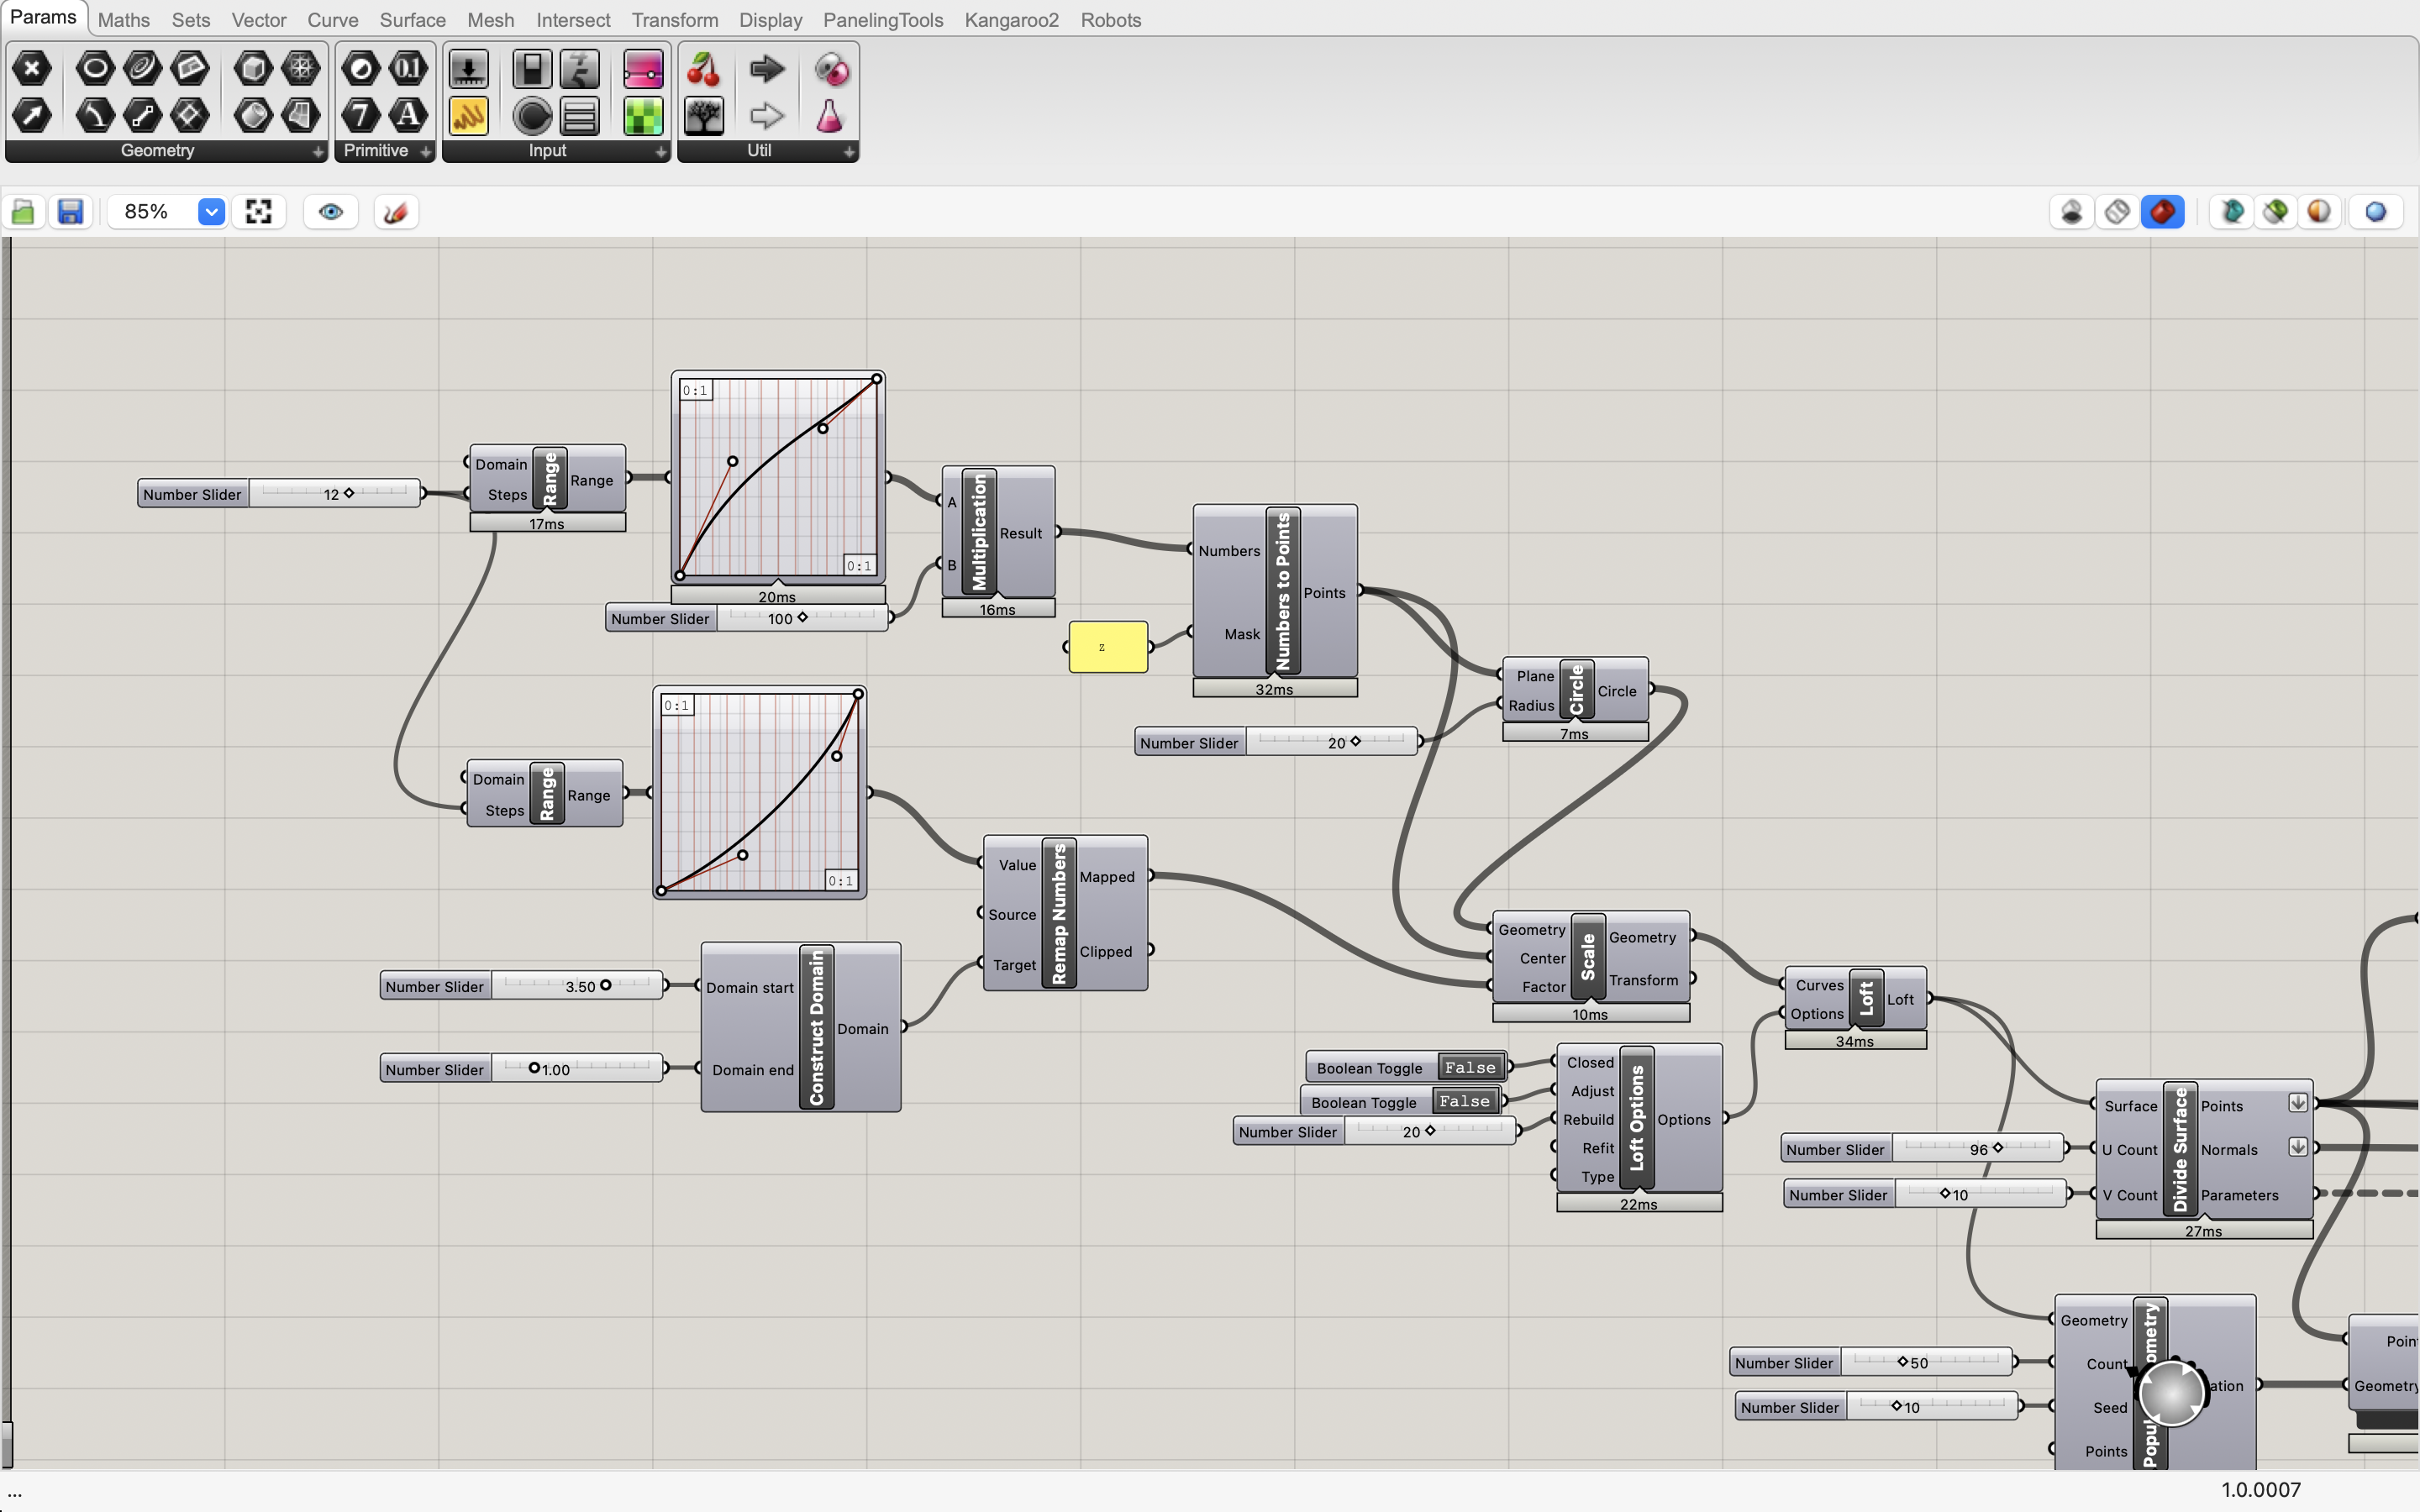 Params Maths Sets Vector Curve Surface Mesh Intersect Transform Display PanelingTools Kangaroo2 Robots
0.1
7 A
Geometry Primitive Input Util
85%
0:1
0:1
20ms
Number Slider 12
Domain
Steps
Range
Range
17ms
Number Slider 100
A
B
Multiplication
Result
16ms
z
Numbers
Mask
Numbers to Points
Points
32ms
Number Slider 20
Plane
Radius
Circle
Circle
7ms
Domain
Steps
Range
Range
0:1
0:1
Value
Source
Target
Remap Numbers
Mapped
Clipped
Number Slider 3.50
Number Slider 1.00
Domain start
Domain end
Construct Domain
Domain
Geometry
Center
Factor
Scale
Geometry
Transform
10ms
Boolean Toggle False
Boolean Toggle False
Number Slider 20
Closed
Adjust
Rebuild
Refit
Type
Loft Options
Options
22ms
Curves
Options
Loft
Loft
34ms
Number Slider 96
Number Slider 10
Surface
U Count
V Count
Divide Surface
Points
Normals
Parameters
27ms
Number Slider 50
Number Slider 10
Geometry
Count
Seed
Points
Poin
Geometry
...
1.0.0007